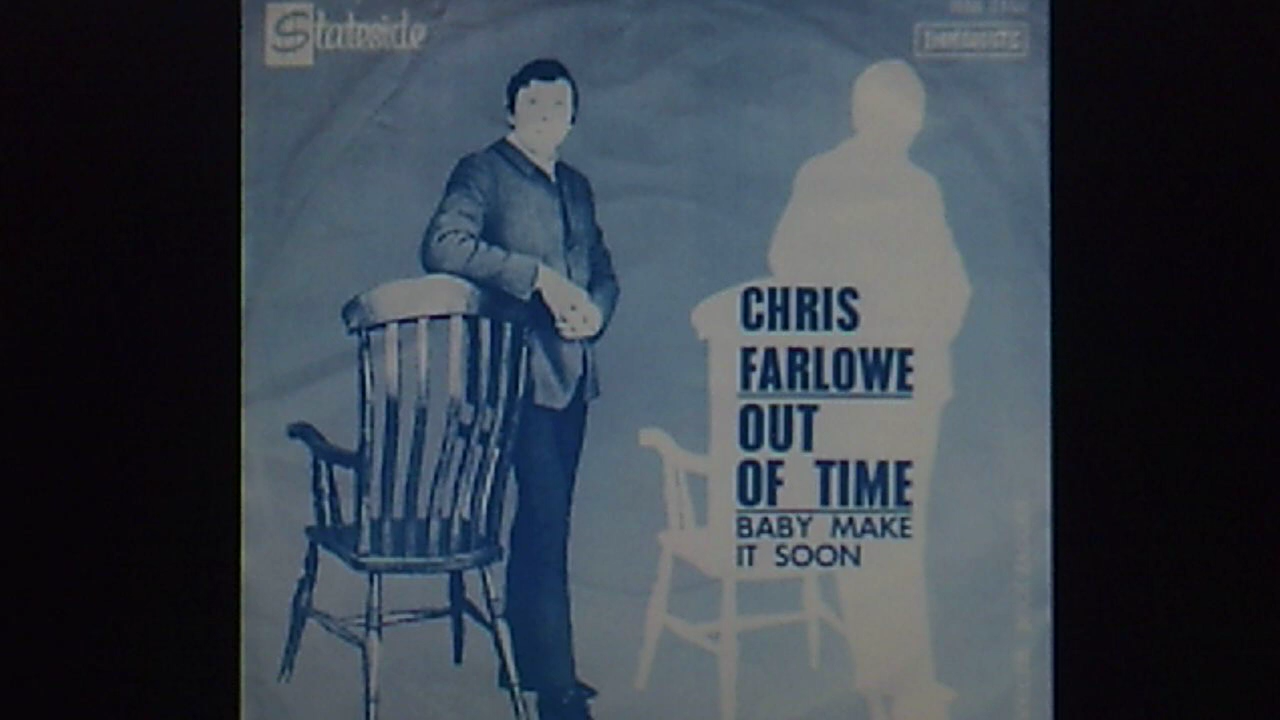 Stateside
CHRIS
FARLOWE
OUT
OF TIME
BABY MAKE
IT SOON